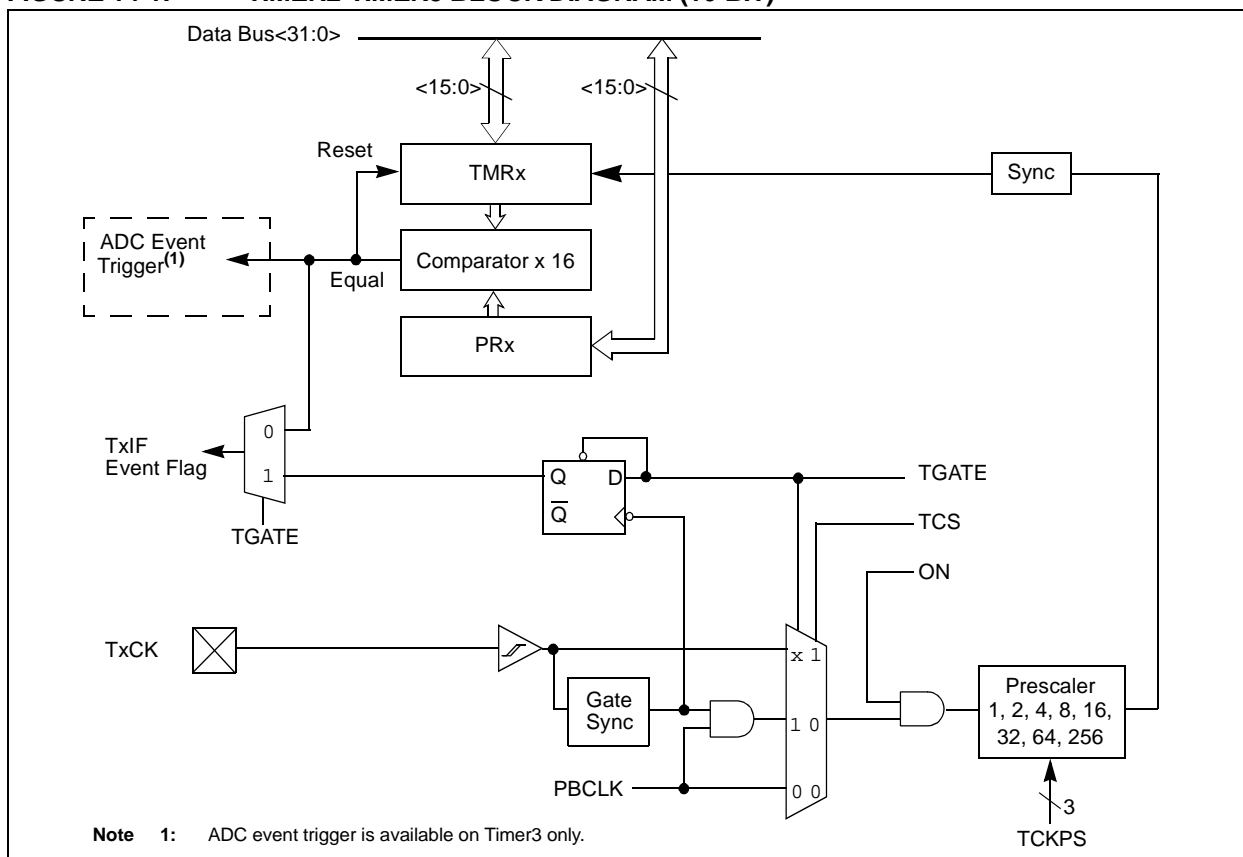 Data Bus<31:0>
<15:0>
<15:0>
Reset
TMRx
Sync
ADC Event
Trigger(1)
Equal
Comparator x 16
PRx
0
1
TxIF
Event Flag
TGATE
Q
D
Q
TGATE
TCS
ON
TxCK
x 1
Gate
Sync
1 0
Prescaler
1, 2, 4, 8, 16,
32, 64, 256
PBCLK
0 0
3
TCKPS
Note 1: ADC event trigger is available on Timer3 only.